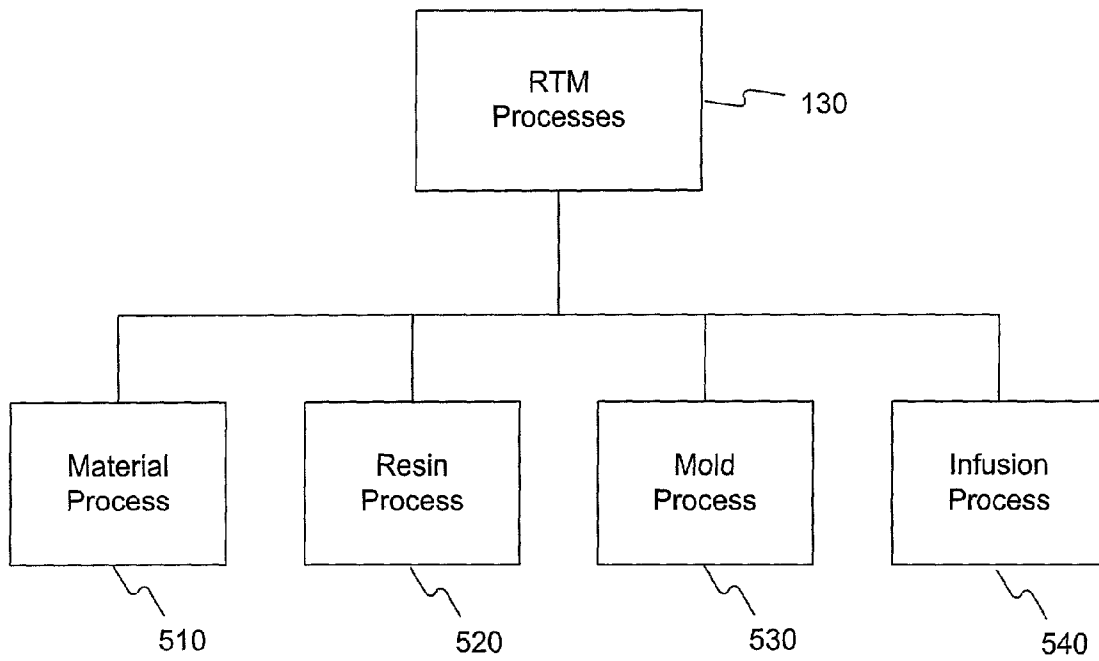 RTM
Processes
130
Material
Process
Resin
Process
Mold
Process
Infusion
Process
510
520
530
540